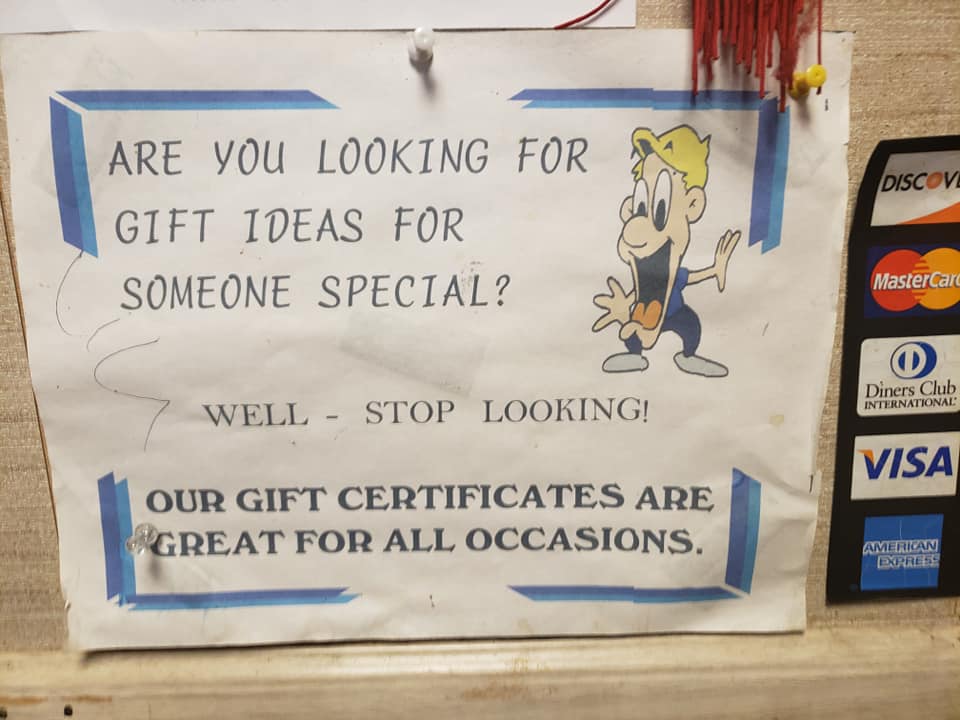 ARE YOU LOOKING FOR
GIFT IDEAS FOR
SOMEONE SPECIAL?
WELL - STOP LOOKING!
OUR GIFT CERTIFICATES ARE
GREAT FOR ALL OCCASIONS.
DISCOVE
MasterCard
Diners Club
INTERNATIONAL
VISA
AMERICAN
EXPRESS